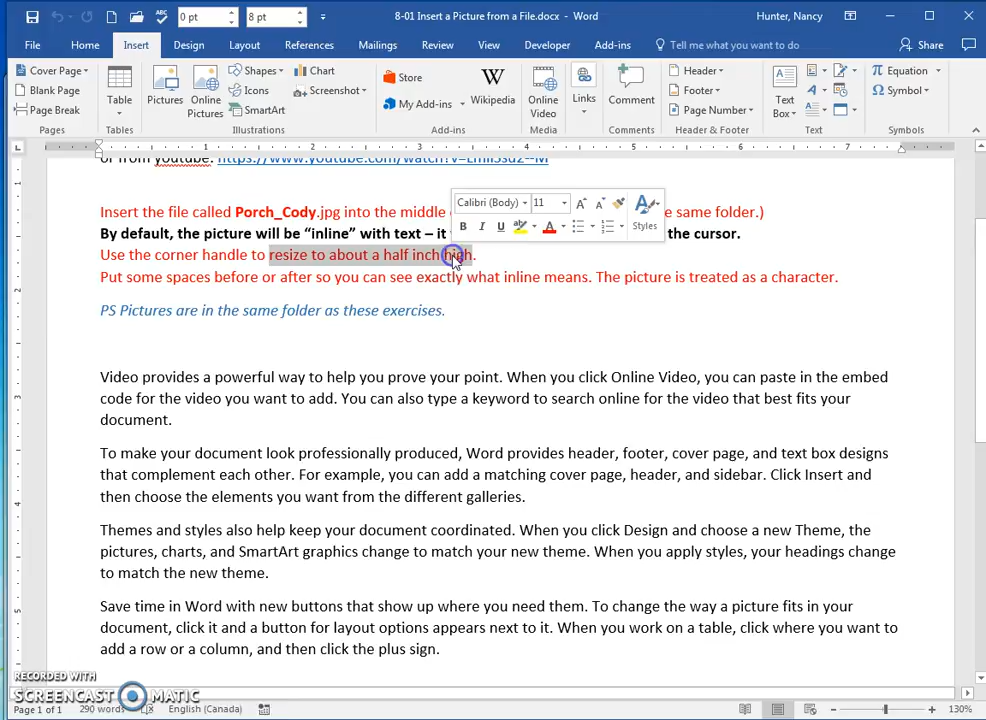 0 pt 8 pt 8-01 Insert a Picture from a File.docx - Word Hunter, Nancy
File Home Insert Design Layout References Mailings Review View Developer Add-ins Tell me what you want to do Share
Cover Page
Blank Page
Page Break
Pages
Table
Tables
Pictures
Online Pictures
Shapes
Icons
SmartArt
Chart
Screenshot
Illustrations
Store
My Add-ins
Wikipedia
Add-ins
Online Video
Media
Links
Comment
Comments
Header
Footer
Page Number
Header & Footer
Text Box
Text
Equation
Symbol
Symbols
1 2 3 4 5 6 7
or from youtube:
Insert the file called Porch_Cody.jpg into the middle e same folder.)
By default, the picture will be “inline” with text – it the cursor.
Use the corner handle to resize to about a half inch high.
Put some spaces before or after so you can see exactly what inline means. The picture is treated as a character.
Calibri (Body) 11
B I U Styles
PS Pictures are in the same folder as these exercises.
Video provides a powerful way to help you prove your point. When you click Online Video, you can paste in the embed
code for the video you want to add. You can also type a keyword to search online for the video that best fits your
document.
To make your document look professionally produced, Word provides header, footer, cover page, and text box designs
that complement each other. For example, you can add a matching cover page, header, and sidebar. Click Insert and
then choose the elements you want from the different galleries.
Themes and styles also help keep your document coordinated. When you click Design and choose a new Theme, the
pictures, charts, and SmartArt graphics change to match your new theme. When you apply styles, your headings change
to match the new theme.
Save time in Word with new buttons that show up where you need them. To change the way a picture fits in your
document, click it and a button for layout options appears next to it. When you work on a table, click where you want to
add a row or a column, and then click the plus sign.
RECORDED WITH
SCREENCAST MATIC
Page 1 of 1 290 words English (Canada) 130%